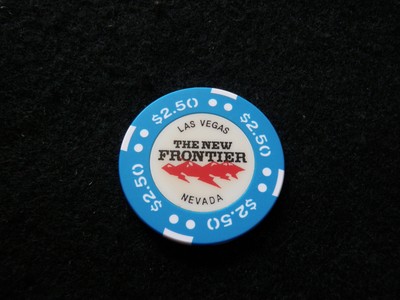 $2.50
$2.50
$2.50
$2.50
LAS VEGAS
THE NEW
FRONTIER
NEVADA